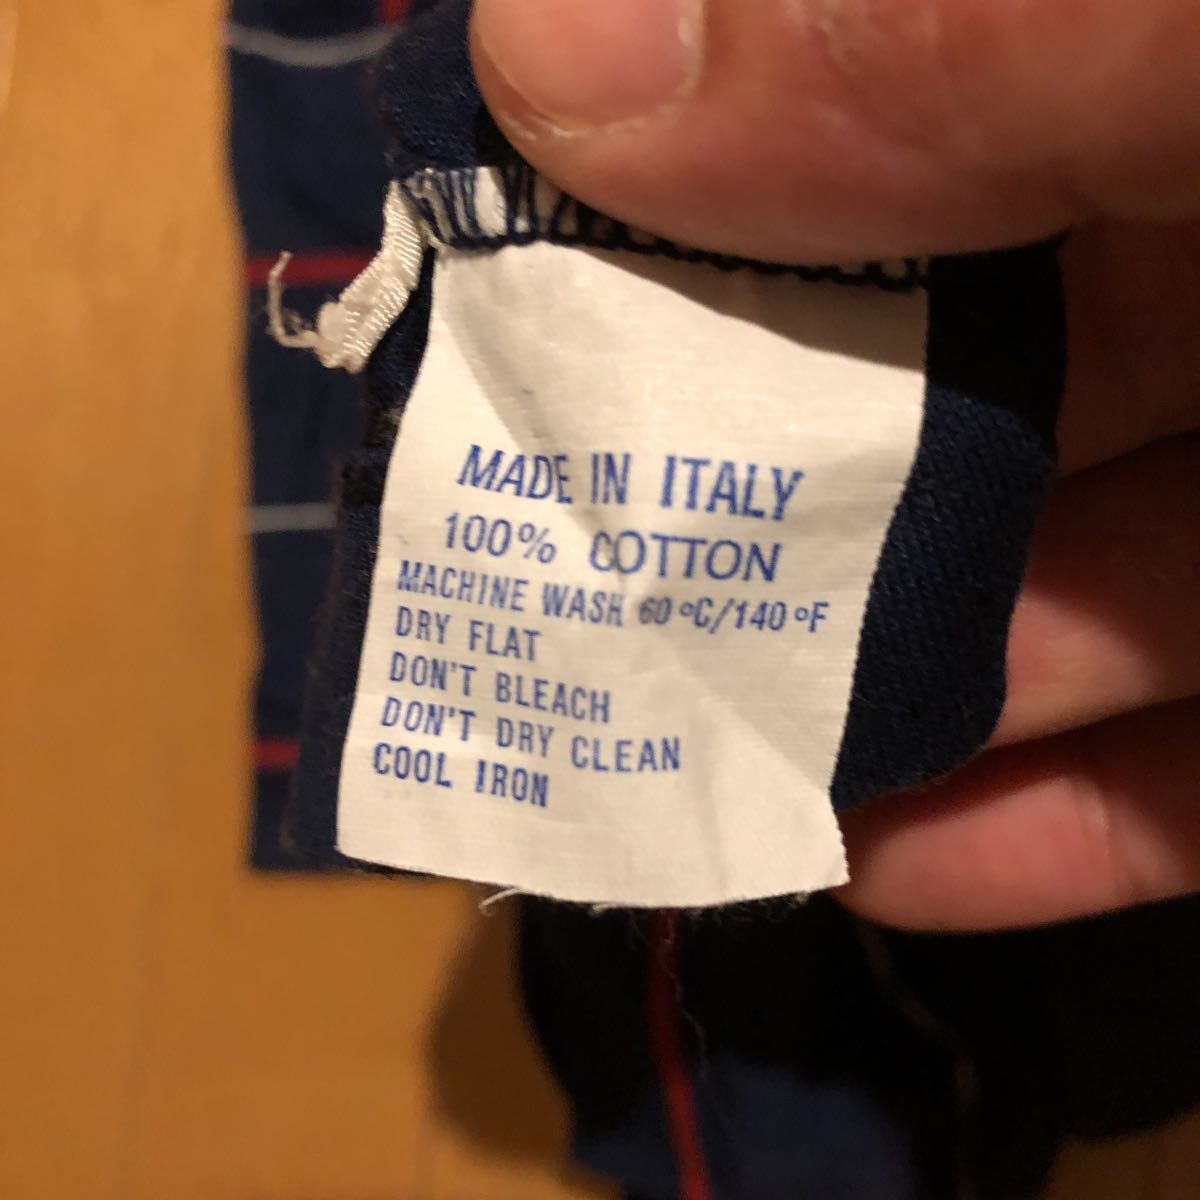 MADE IN ITALY
100% COTTON
MACHINE WASH 60 °C/140 °F
DRY FLAT
DON'T BLEACH
DON'T DRY CLEAN
COOL IRON